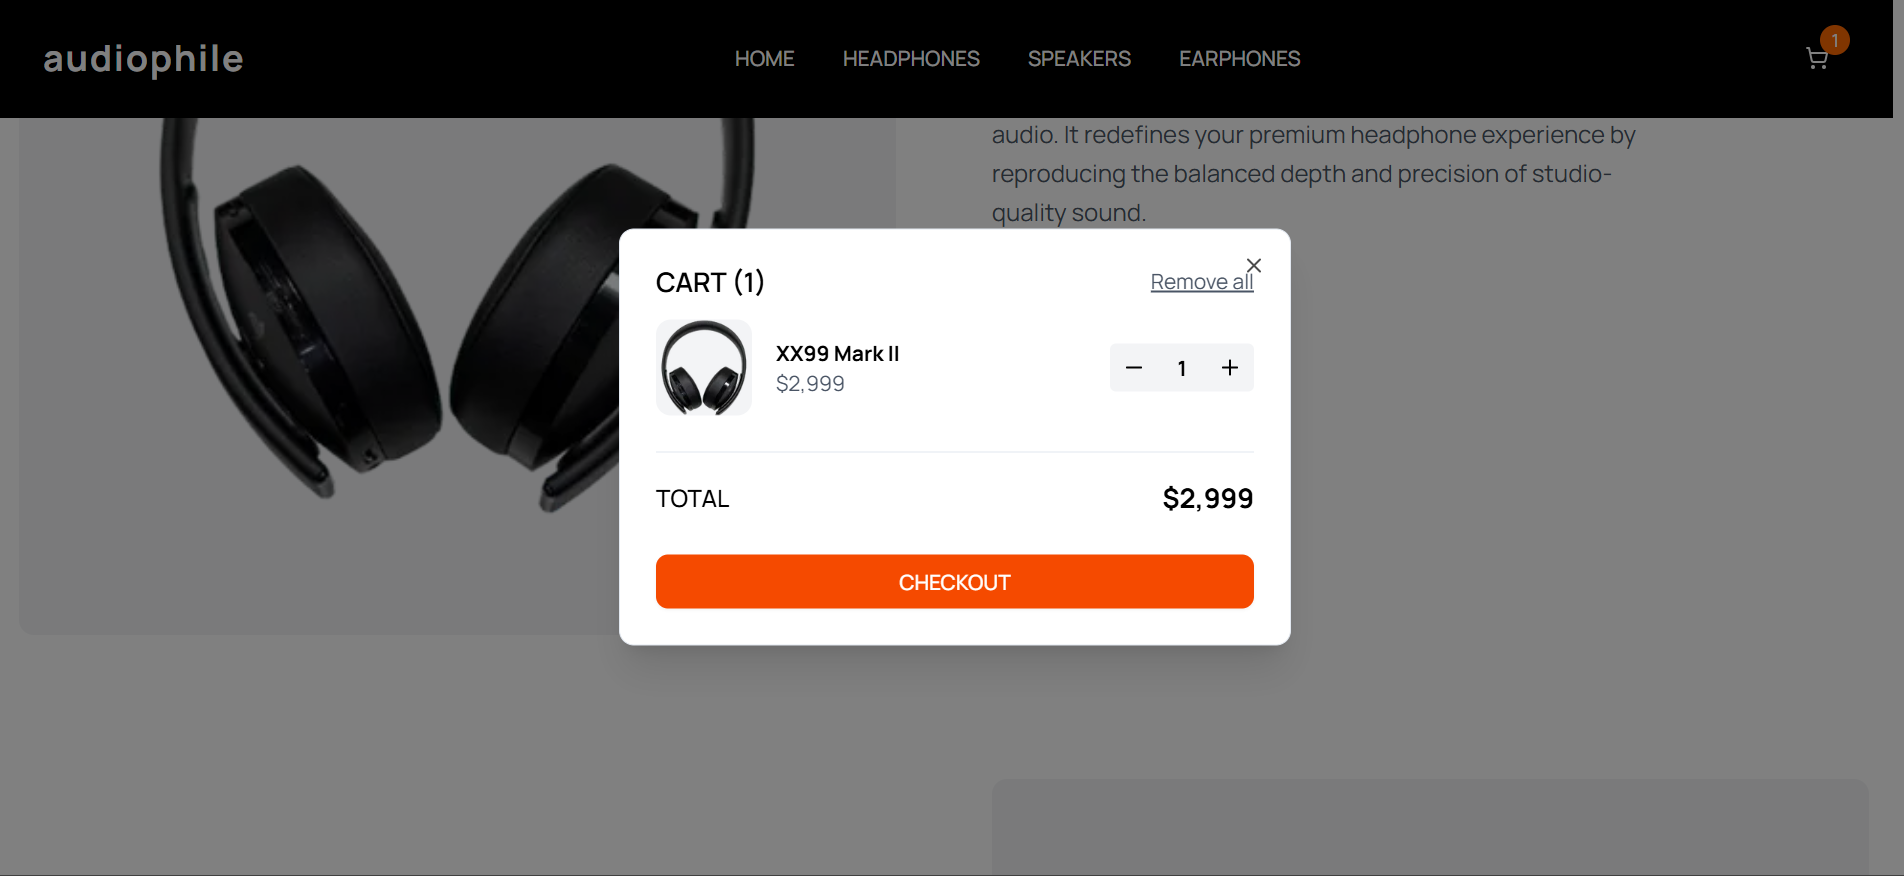 audiophile
HOME HEADPHONES SPEAKERS EARPHONES
1
audio. It redefines your premium headphone experience by
reproducing the balanced depth and precision of studio-
quality sound.
CART (1)
Remove all
XX99 Mark II
$2,999
1
TOTAL
$2,999
CHECKOUT